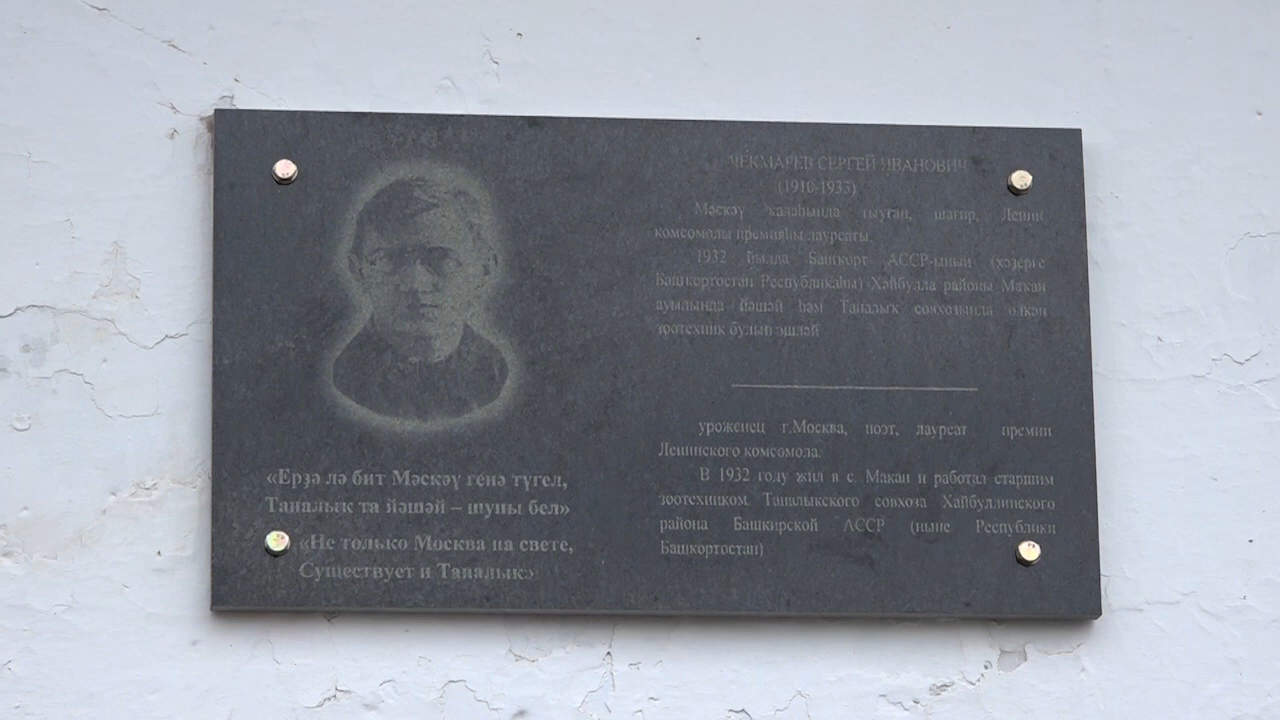 «Ерҙә лә бит Мәскәү генә түгел,
Таналыҡ та йәшәй – шуны бел»
«Не только Москва на свете,
Существует и Таналык»
ЧЕКМАРЕВ СЕРГЕЙ ИВАНОВИЧ
(1910-1933)
Мәскәү ҡалаһында тыуған, шағир, Ленин
комсомолы премияһы лауреаты.
1932 йылда Башҡорт АССР-ының (хәҙерге
Башҡортостан Республикаһы) Хәйбулла районы Маҡан
ауылында йәшәй һәм Таналыҡ совхозында өлкән
зоотехник булып эшләй
уроженец г.Москва, поэт, лауреат премии
Ленинского комсомола.
В 1932 году жил в с. Макан и работал старшим
зоотехником Таналыкского совхоза Хайбуллинского
района Башкирской АССР (ныне Республики
Башкортостан)